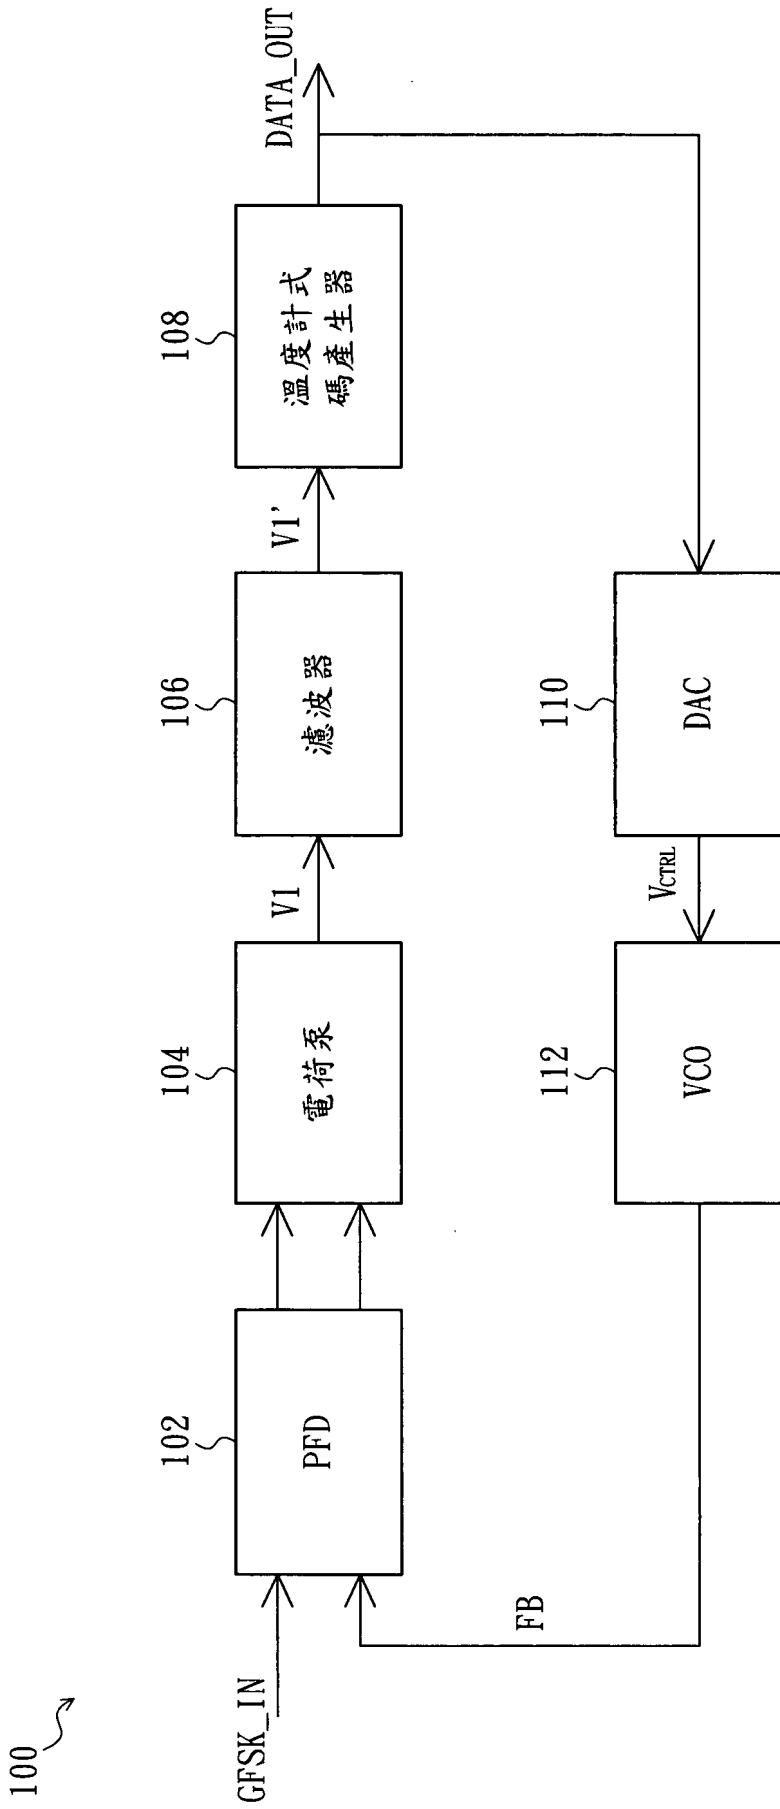 100
GFSK_IN
102
PFD
104
電荷泵
V1
106
濾波器
V1’
108
溫度計式
碼產生器
DATA_OUT
FB
112
VCO
VCTRL
110
DAC